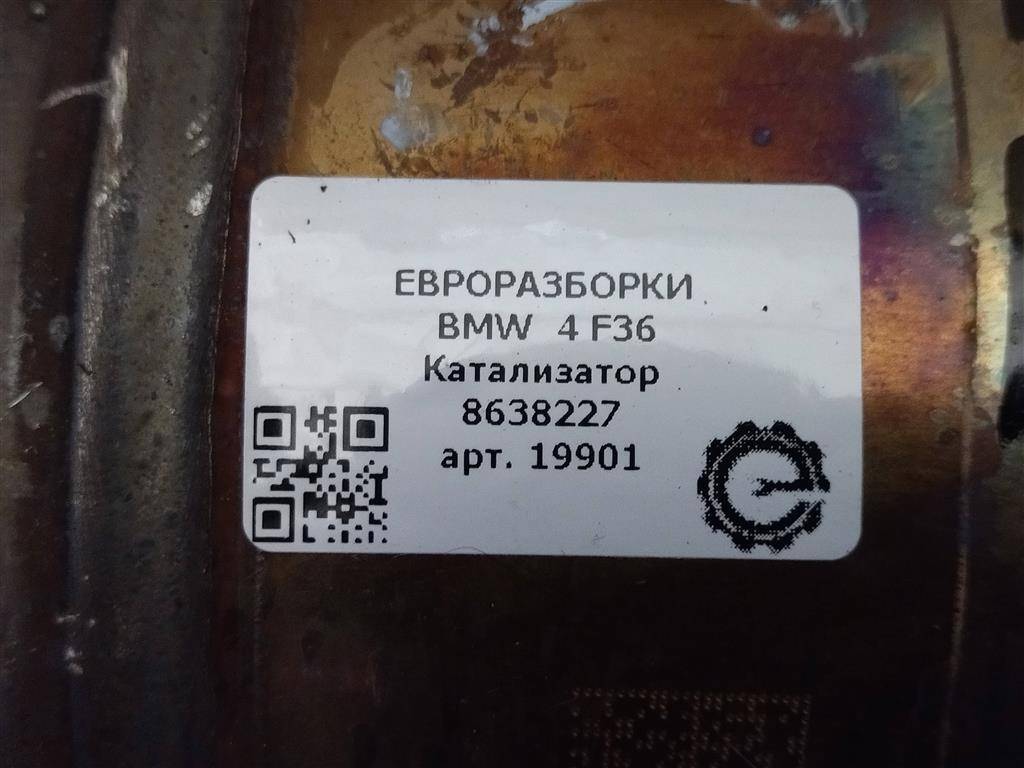 ЕВРОРАЗБОРКИ
BMW 4 F36
Катализатор
8638227
арт. 19901